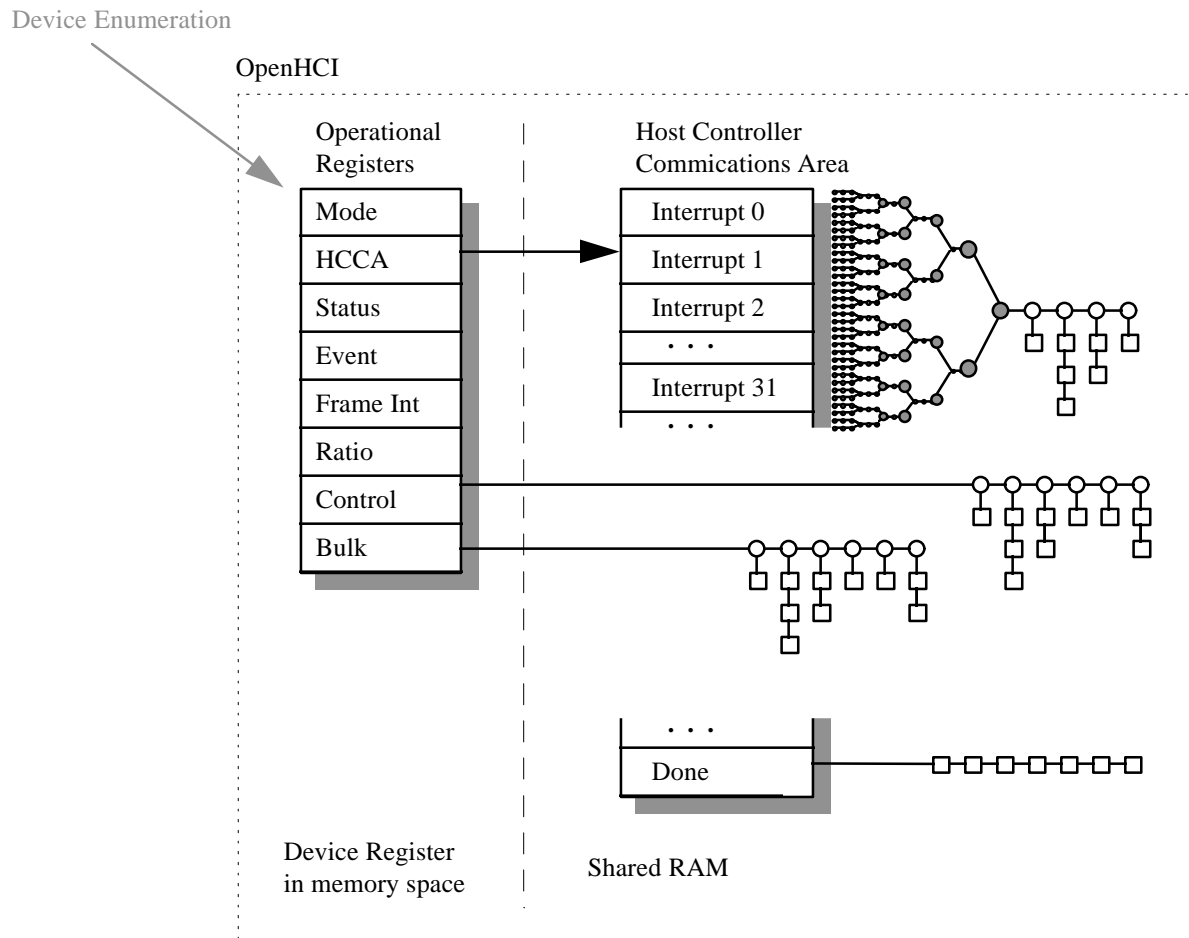 Device Enumeration
OpenHCI
Operational
Registers
Mode
HCCA
Status
Event
Frame Int
Ratio
Control
Bulk
Host Controller
Commications Area
Interrupt 0
Interrupt 1
Interrupt 2
. . .
Interrupt 31
. . .
. . .
Done
Device Register
in memory space
Shared RAM